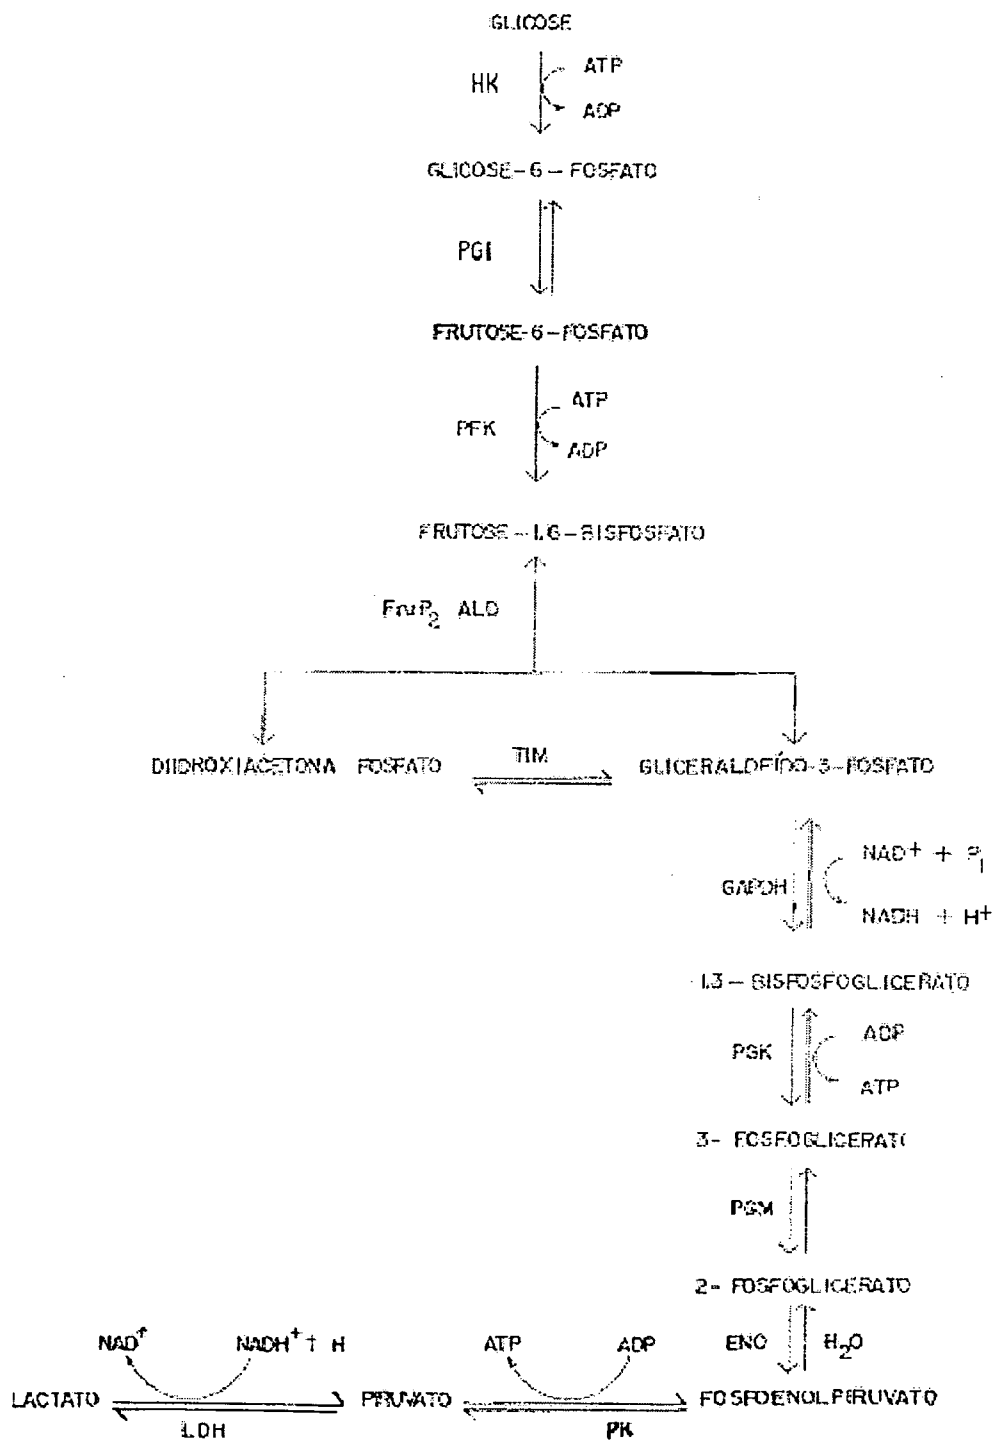 GLICOSE
HK
ATP
ADP
GLICOSE-6-FOSFATO
PGI
FRUTOSE-6-FOSFATO
PFK
ATP
ADP
FRUTOSE-1,6-BISFOSFATO
FruP2 ALD
DIIDROXIACETONA FOSFATO
TIM
GLICERALDEÍDO-3-FOSFATO
GAPDH
NAD+ + Pi
NADH + H+
1,3-BISFOSFOGLICERATO
PGK
ADP
ATP
3-FOSFOGLICERATO
PGM
2-FOSFOGLICERATO
ENO
H2O
NAD+
NADH+ + H
ATP
ADP
LACTATO
LDH
PIRUVATO
PK
FOSFOENOLPIRUVATO